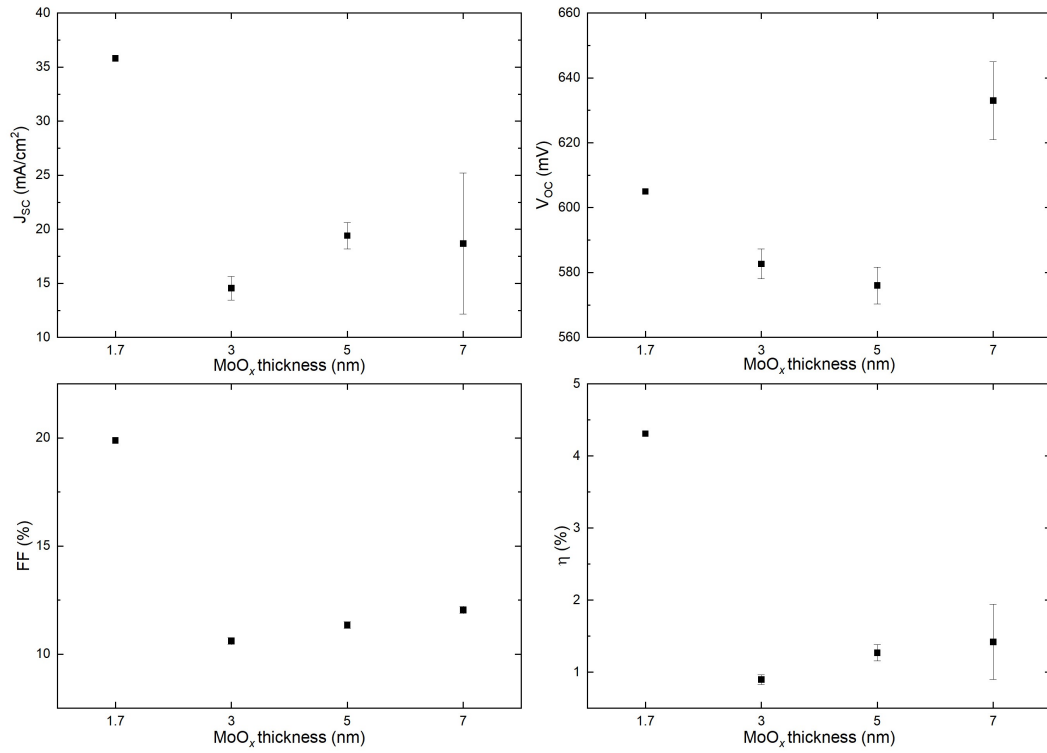 40
35
30
25
20
15
10
J_SC (mA/cm²)
1.7 3 5 7
MoOₓ thickness (nm)
660
640
620
600
580
560
V_OC (mV)
1.7 3 5 7
MoOₓ thickness (nm)
20
15
10
FF (%)
1.7 3 5 7
MoOₓ thickness (nm)
5
4
3
2
1
η (%)
1.7 3 5 7
MoOₓ thickness (nm)